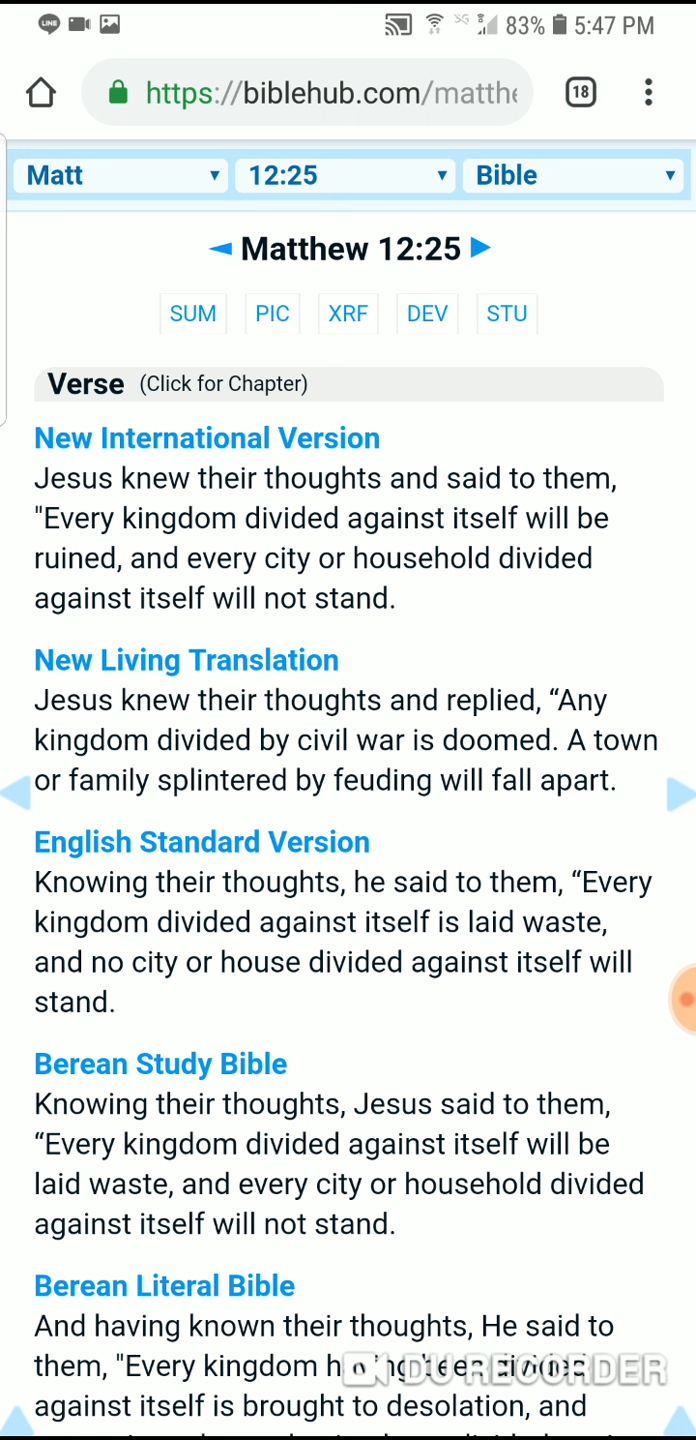 LINE 3G 83% 5:47 PM
https://biblehub.com/matthe 18
Matt 12:25 Bible
Matthew 12:25
SUM PIC XRF DEV STU
Verse (Click for Chapter)
New International Version
Jesus knew their thoughts and said to them,
"Every kingdom divided against itself will be
ruined, and every city or household divided
against itself will not stand.
New Living Translation
Jesus knew their thoughts and replied, “Any
kingdom divided by civil war is doomed. A town
or family splintered by feuding will fall apart.
English Standard Version
Knowing their thoughts, he said to them, “Every
kingdom divided against itself is laid waste,
and no city or house divided against itself will
stand.
Berean Study Bible
Knowing their thoughts, Jesus said to them,
“Every kingdom divided against itself will be
laid waste, and every city or household divided
against itself will not stand.
Berean Literal Bible
And having known their thoughts, He said to
them, "Every kingdom having been divided
DU RECORDER
against itself is brought to desolation, and